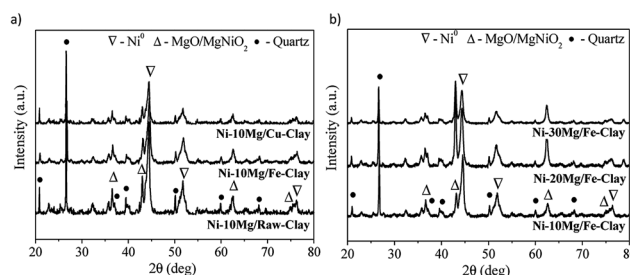 a)
▽ - Ni⁰ △ - MgO/MgNiO₂ ● - Quartz
Intensity (a.u.)
Ni-10Mg/Cu-Clay
Ni-10Mg/Fe-Clay
Ni-10Mg/Raw-Clay
20 30 40 50 60 70 80
2θ (deg)
b)
▽ - Ni⁰ △ - MgO/MgNiO₂ ● - Quartz
Intensity (a.u.)
Ni-30Mg/Fe-Clay
Ni-20Mg/Fe-Clay
Ni-10Mg/Fe-Clay
20 30 40 50 60 70 80
2θ (deg)